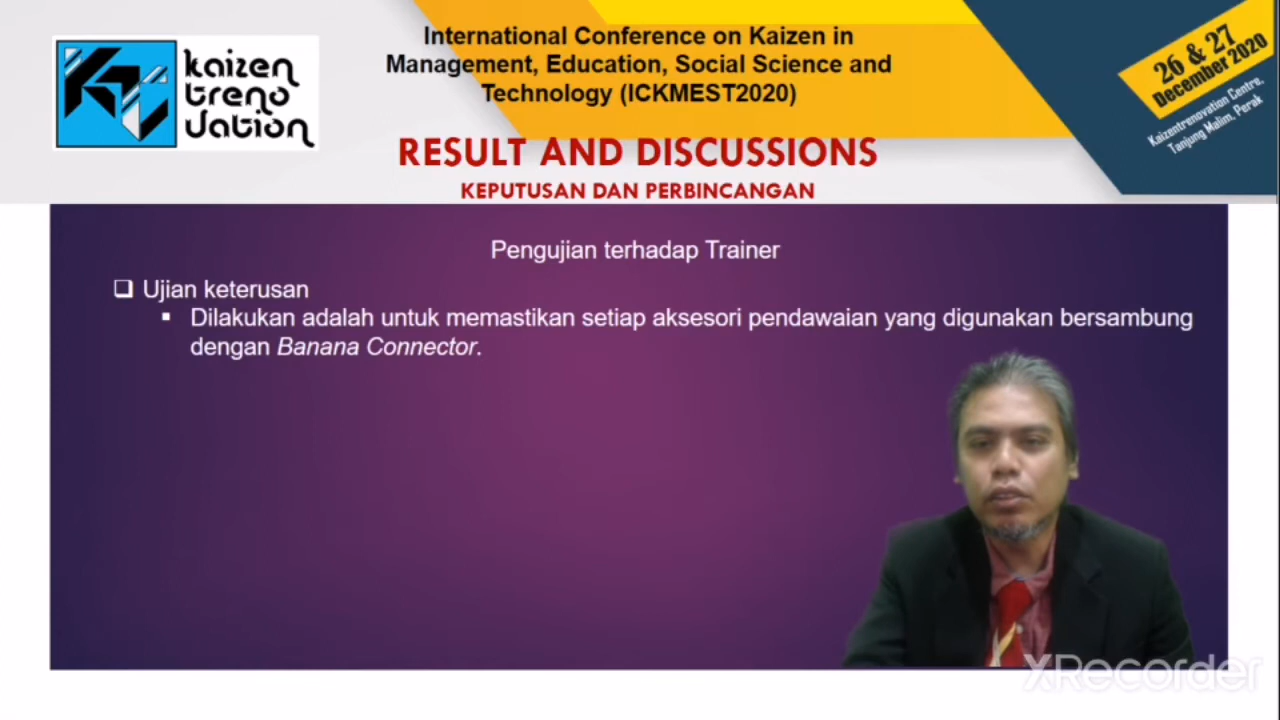 kaizen
treno
vation
International Conference on Kaizen in
Management, Education, Social Science and
Technology (ICKMEST2020)
26 & 27
December 2020
Kaizentrenovation Centre,
Tanjung Malim, Perak
RESULT AND DISCUSSIONS
KEPUTUSAN DAN PERBINCANGAN
Pengujian terhadap Trainer
❑ Ujian keterusan
▪ Dilakukan adalah untuk memastikan setiap aksesori pendawaian yang digunakan bersambung
dengan Banana Connector.
XRecorder